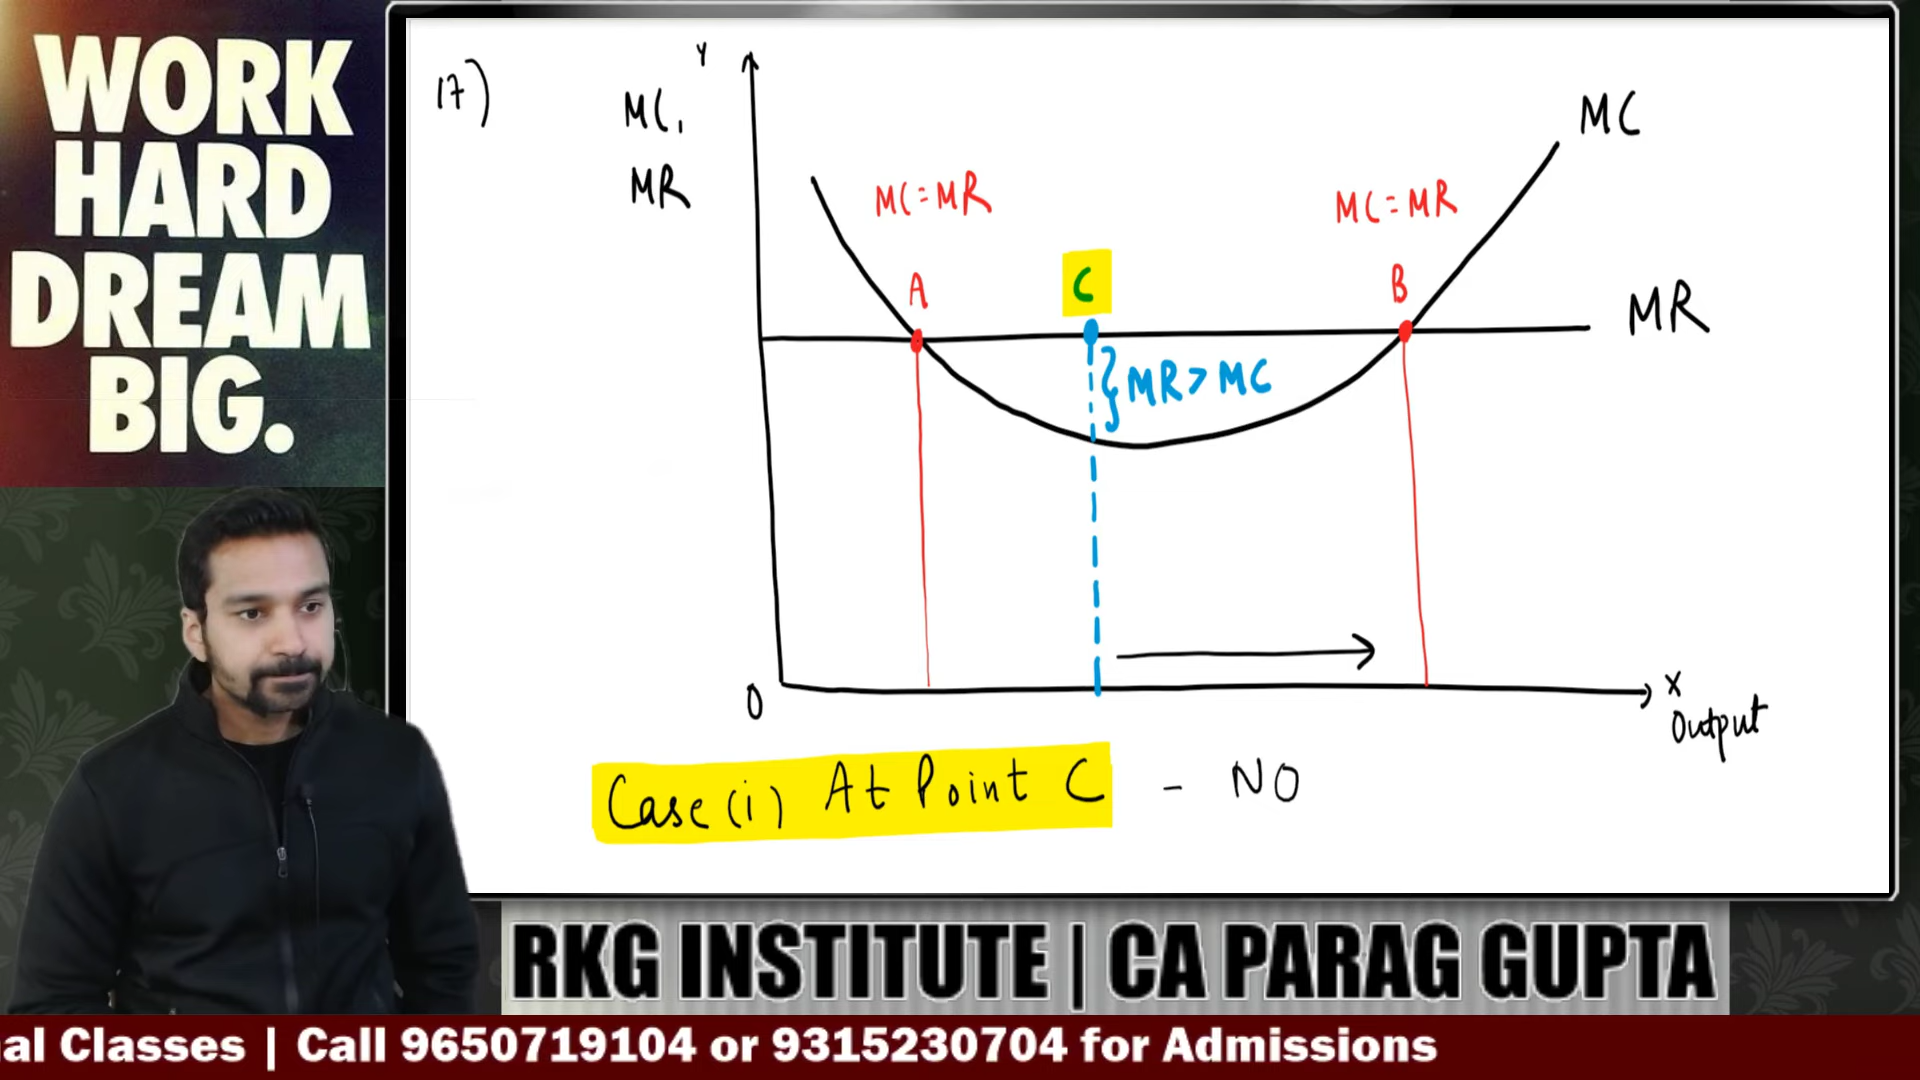 WORK
HARD
DREAM
BIG.
17)
Y
MC,
MR
MC
MC=MR
MC=MR
A
C
B
MR
MR > MC
O
X
Output
Case (i) At Point C - NO
RKG INSTITUTE | CA PARAG GUPTA
al Classes | Call 9650719104 or 9315230704 for Admissions